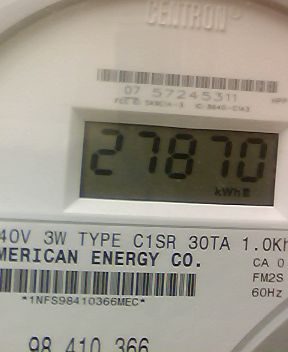 CENTRON®
07 57245311
27870
kWh
40V 3W TYPE C1SR 30TA 1.0Kh
MERICAN ENERGY CO.
CA 0
FM2S
60Hz
*1NFS98410366MEC*
98 410 366